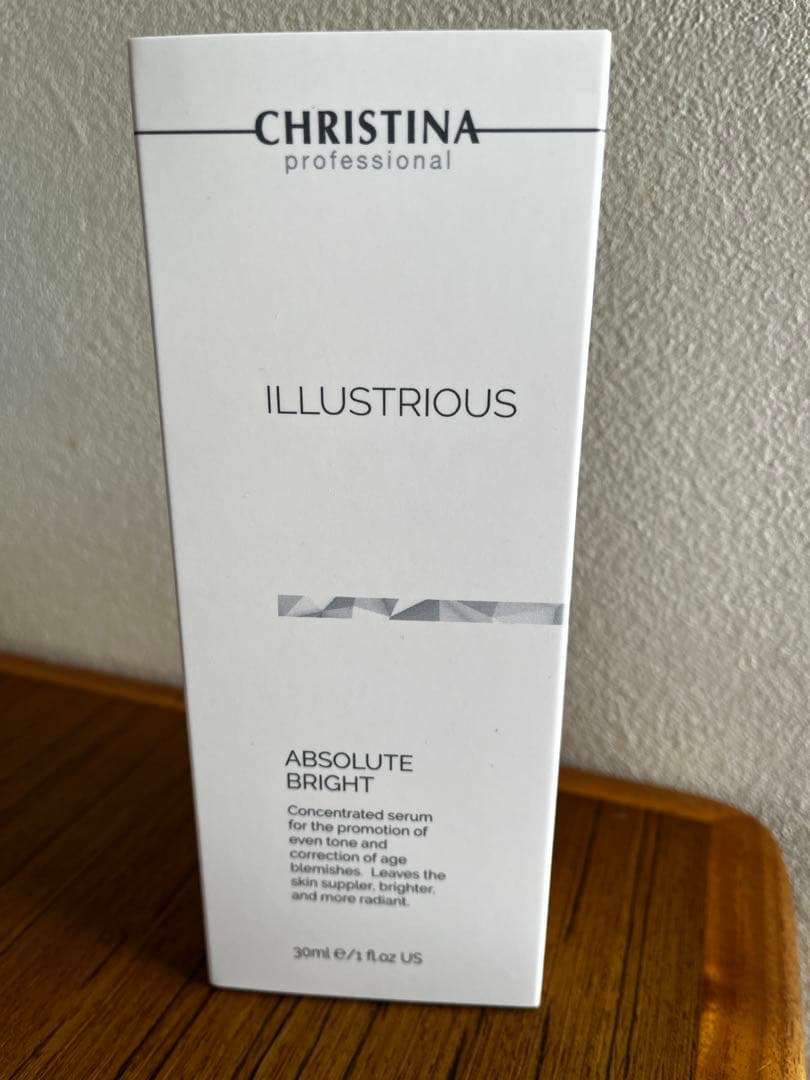 CHRISTINA
professional
ILLUSTRIOUS
ABSOLUTE
BRIGHT
Concentrated serum
for the promotion of
even tone and
correction of age
blemishes. Leaves the
skin suppler, brighter,
and more radiant.
30ml e/1 fl.oz US